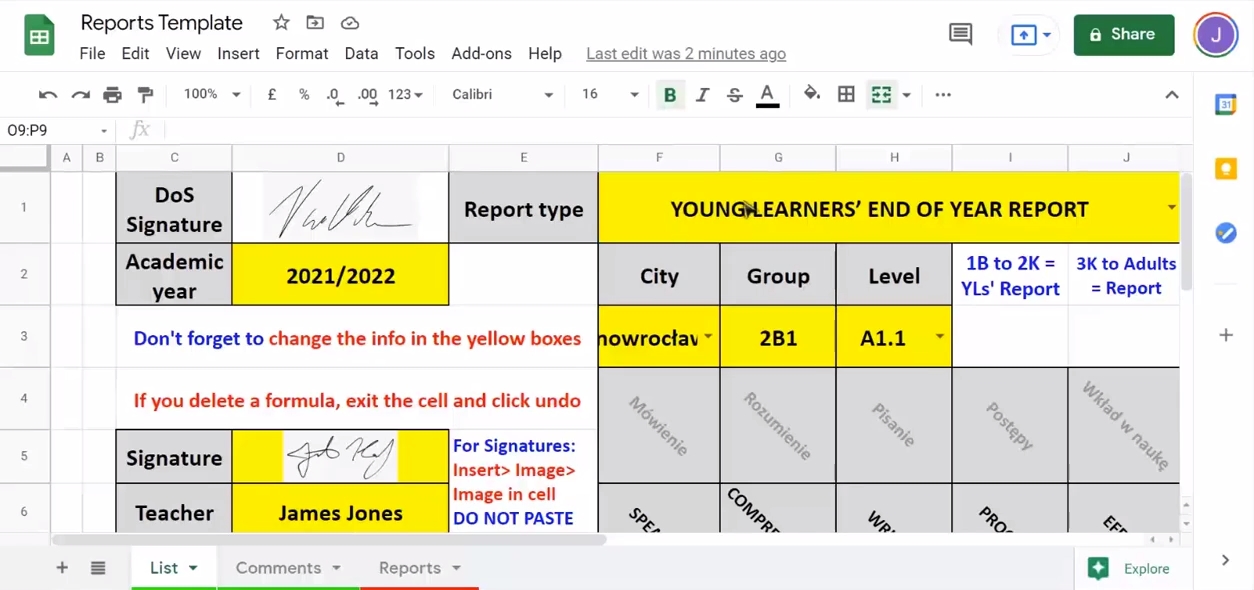 Reports Template
File Edit View Insert Format Data Tools Add-ons Help Last edit was 2 minutes ago
Share
J
100% £ % .0 .00 123 Calibri 16 B I S A
31
O9:P9 fx
A B C D E F G H I J
1
DoS
Signature
Report type
YOUNG LEARNERS’ END OF YEAR REPORT
2
Academic
year
2021/2022
City
Group
Level
1B to 2K =
YLs' Report
3K to Adults
= Report
3
Don't forget to change the info in the yellow boxes
nowrocław
2B1
A1.1
4
If you delete a formula, exit the cell and click undo
Mówienie
Rozumienie
Pisanie
Postępy
Wkład w naukę
5
Signature
For Signatures:
Insert> Image>
Image in cell
DO NOT PASTE
6
Teacher
James Jones
SPEA
COMPRE
WRI
PROG
EFF
List Comments Reports
Explore